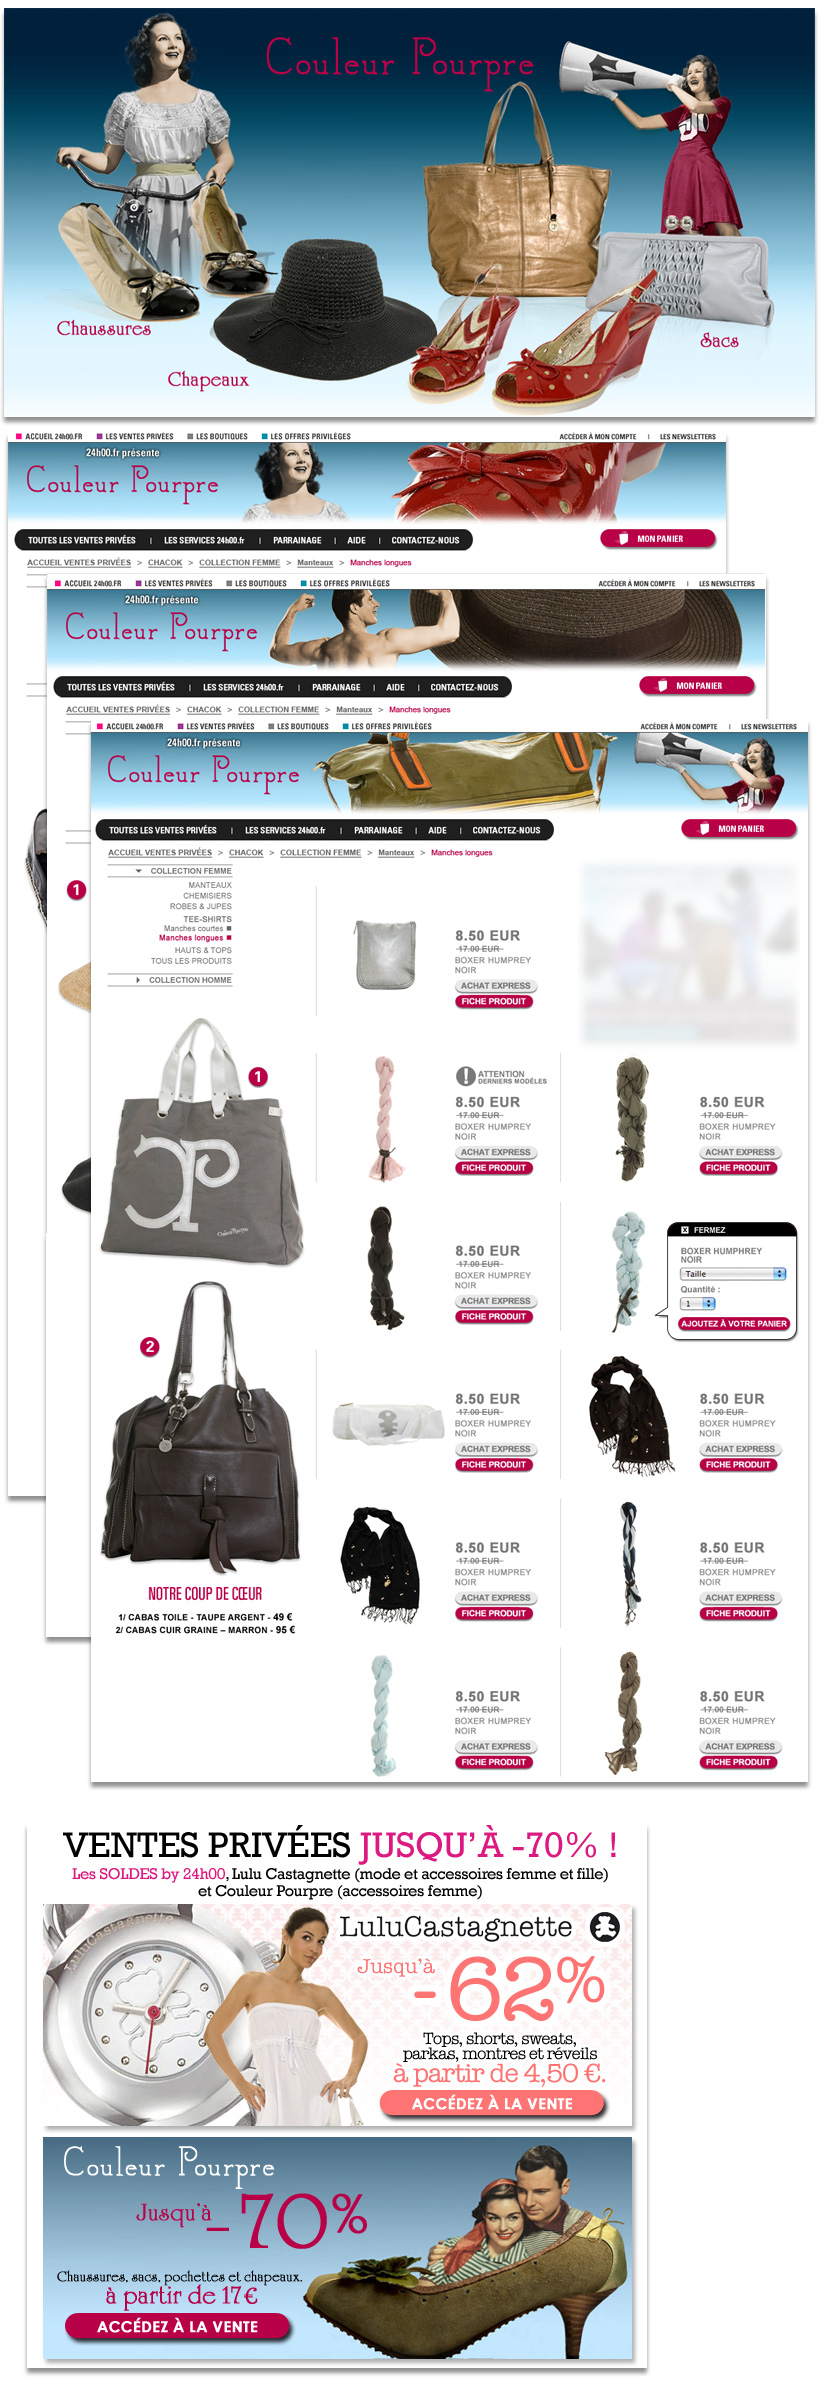 Couleur Pourpre
Chaussures
Chapeaux
Sacs
ACCUEIL 24h00.FR LES VENTES PRIVÉES LES BOUTIQUES LES OFFRES PRIVILÈGES ACCÉDER À MON COMPTE | LES NEWSLETTERS
24h00.fr présente
Couleur Pourpre
TOUTES LES VENTES PRIVÉES | LES SERVICES 24h00.fr | PARRAINAGE | AIDE | CONTACTEZ-NOUS MON PANIER
ACCUEIL VENTES PRIVÉES > CHACOK > COLLECTION FEMME > Manteaux > Manches longues
ACCUEIL 24h00.FR LES VENTES PRIVÉES LES BOUTIQUES LES OFFRES PRIVILÈGES ACCÉDER À MON COMPTE | LES NEWSLETTERS
24h00.fr présente
Couleur Pourpre
TOUTES LES VENTES PRIVÉES | LES SERVICES 24h00.fr | PARRAINAGE | AIDE | CONTACTEZ-NOUS MON PANIER
ACCUEIL VENTES PRIVÉES > CHACOK > COLLECTION FEMME > Manteaux > Manches longues
1
ACCUEIL 24h00.FR LES VENTES PRIVÉES LES BOUTIQUES LES OFFRES PRIVILÈGES ACCÉDER À MON COMPTE | LES NEWSLETTERS
24h00.fr présente
Couleur Pourpre
TOUTES LES VENTES PRIVÉES | LES SERVICES 24h00.fr | PARRAINAGE | AIDE | CONTACTEZ-NOUS MON PANIER
ACCUEIL VENTES PRIVÉES > CHACOK > COLLECTION FEMME > Manteaux > Manches longues
COLLECTION FEMME
MANTEAUX
CHEMISIERS
ROBES & JUPES
TEE-SHIRTS
Manches courtes
Manches longues
HAUTS & TOPS
TOUS LES PRODUITS
COLLECTION HOMME
8.50 EUR
17.00 EUR
BOXER HUMPREY
NOIR
ACHAT EXPRESS
FICHE PRODUIT
1
CP
Couleur Pourpre
2
NOTRE COUP DE CŒUR
1/ CABAS TOILE - TAUPE ARGENT - 49 €
2/ CABAS CUIR GRAINE – MARRON - 95 €
ATTENTION
DERNIERS MODÈLES
8.50 EUR
17.00 EUR
BOXER HUMPREY
NOIR
ACHAT EXPRESS
FICHE PRODUIT
8.50 EUR
17.00 EUR
BOXER HUMPREY
NOIR
ACHAT EXPRESS
FICHE PRODUIT
8.50 EUR
17.00 EUR
BOXER HUMPREY
NOIR
ACHAT EXPRESS
FICHE PRODUIT
X FERMEZ
BOXER HUMPHREY
NOIR
Taille
Quantité :
1
AJOUTEZ À VOTRE PANIER
8.50 EUR
17.00 EUR
BOXER HUMPREY
NOIR
ACHAT EXPRESS
FICHE PRODUIT
8.50 EUR
17.00 EUR
BOXER HUMPREY
NOIR
ACHAT EXPRESS
FICHE PRODUIT
8.50 EUR
17.00 EUR
BOXER HUMPREY
NOIR
ACHAT EXPRESS
FICHE PRODUIT
8.50 EUR
17.00 EUR
BOXER HUMPREY
NOIR
ACHAT EXPRESS
FICHE PRODUIT
8.50 EUR
17.00 EUR
BOXER HUMPREY
NOIR
ACHAT EXPRESS
FICHE PRODUIT
8.50 EUR
17.00 EUR
BOXER HUMPREY
NOIR
ACHAT EXPRESS
FICHE PRODUIT
VENTES PRIVÉES JUSQU'À -70% !
Les SOLDES by 24h00, Lulu Castagnette (mode et accessoires femme et fille)
et Couleur Pourpre (accessoires femme)
LuluCastagnette
LuluCastagnette
Jusqu'à
-62%
Tops, shorts, sweats,
parkas, montres et réveils
à partir de 4,50 €.
ACCÉDEZ À LA VENTE
Couleur Pourpre
Jusqu'à
-70%
Chaussures, sacs, pochettes et chapeaux.
à partir de 17€
ACCÉDEZ À LA VENTE